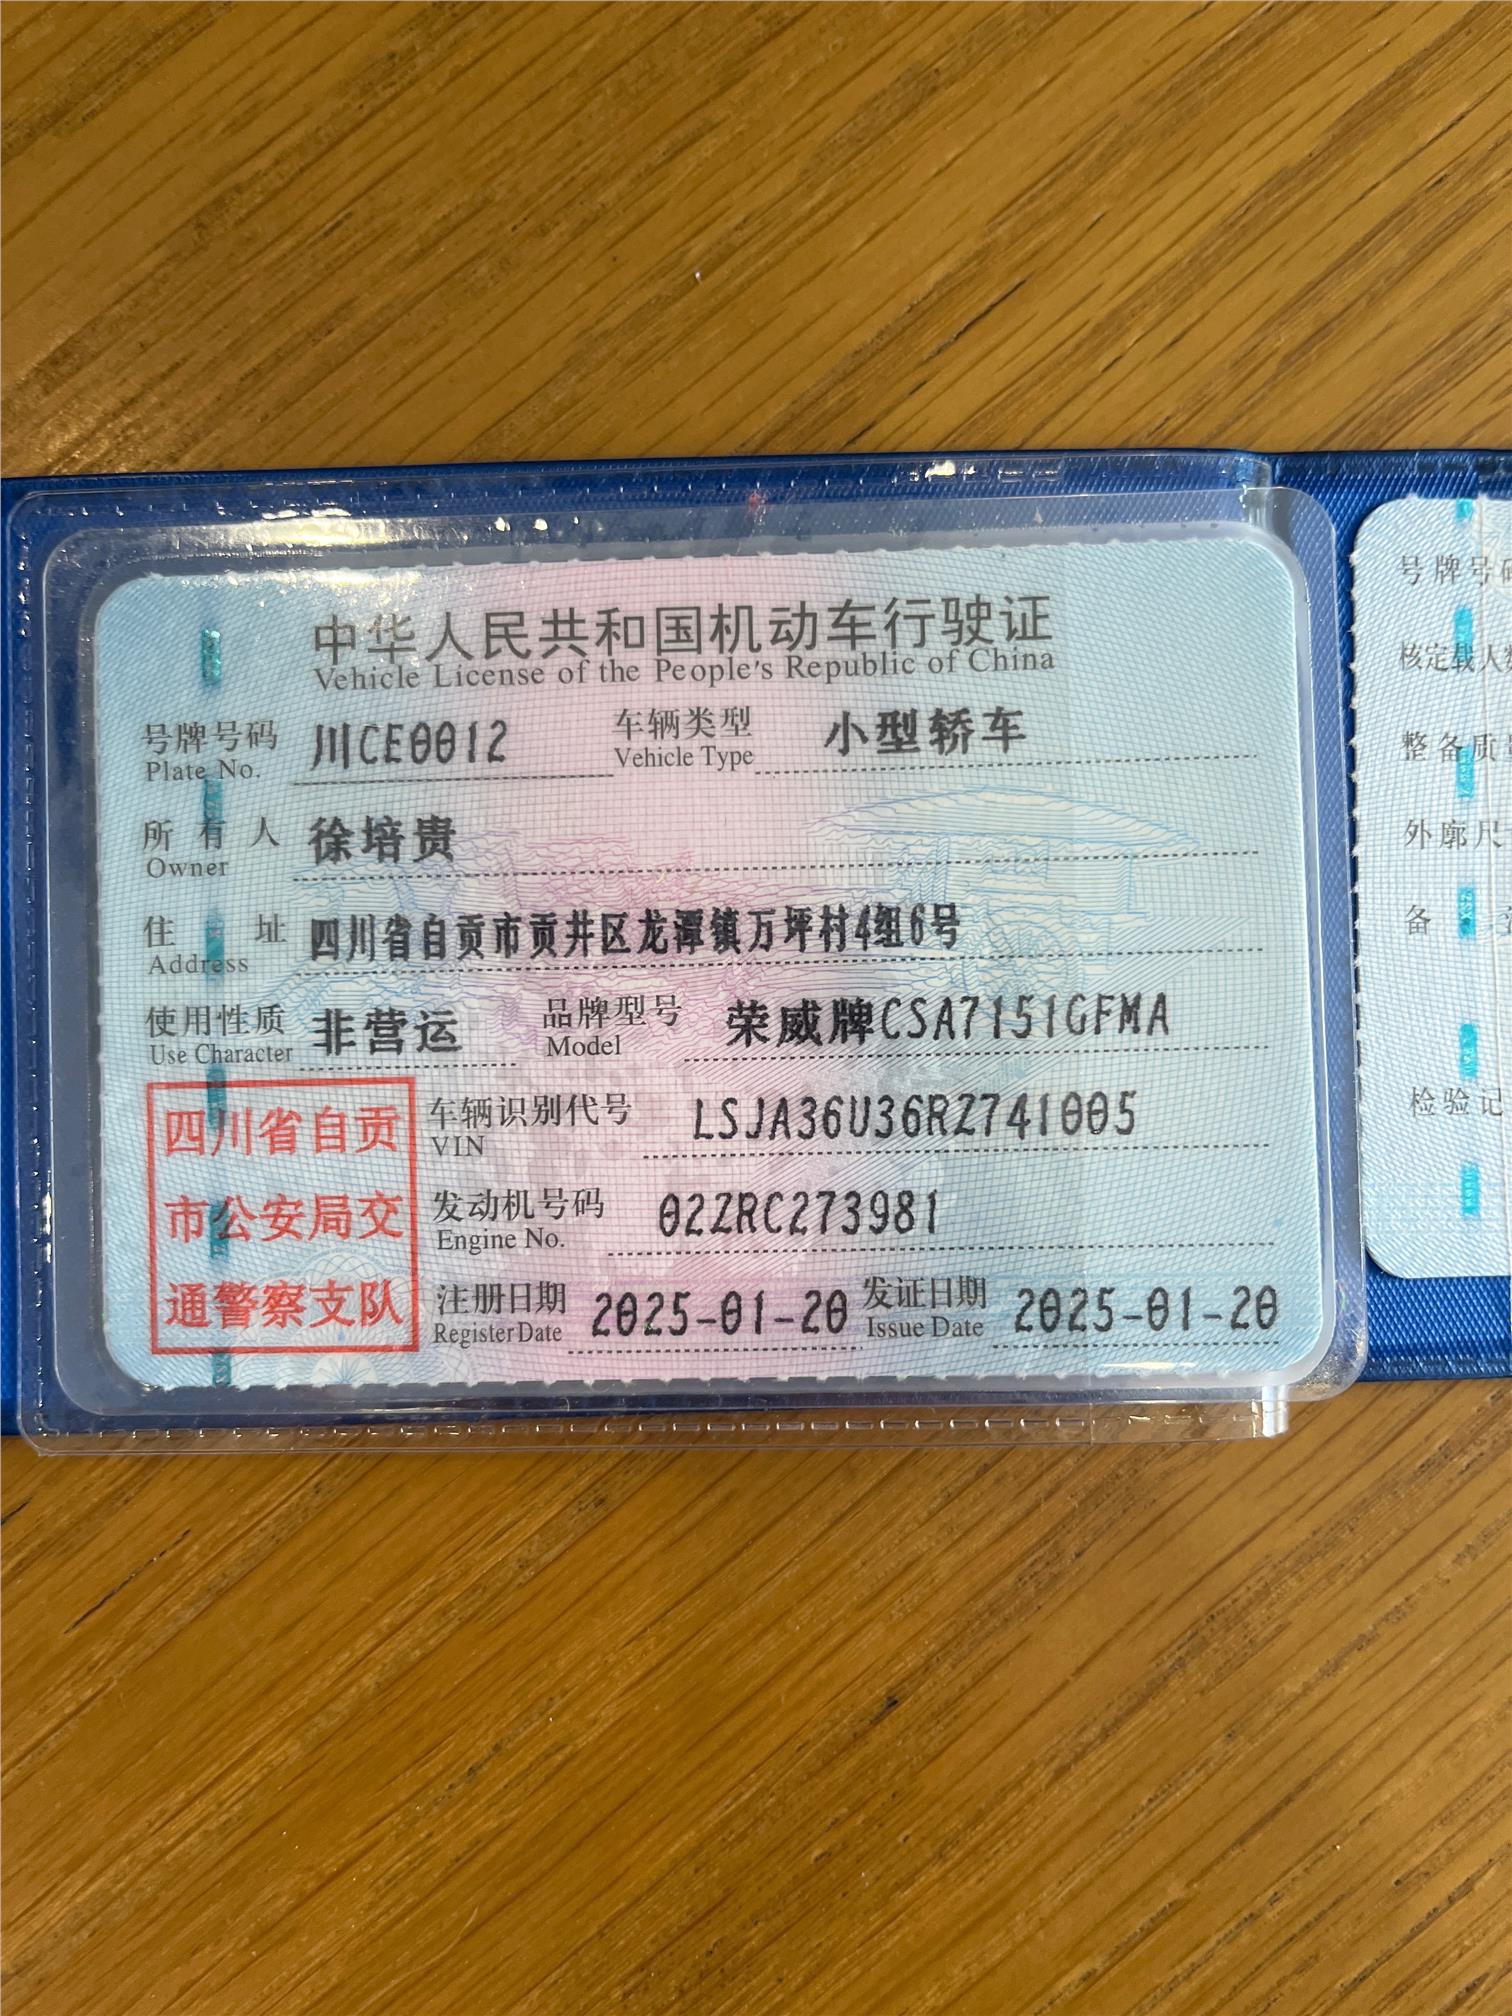 中华人民共和国机动车行驶证
Vehicle License of the People's Republic of China
号牌号码 川CE0012 车辆类型 小型轿车
Plate No. Vehicle Type
所有人 徐培贵
Owner
住址 四川省自贡市贡井区龙潭镇万坪村4组6号
Address
使用性质 非营运 品牌型号 荣威牌CSA7151GFMA
Use Character Model
四川省自贡
市公安局交
通警察支队
车辆识别代号 LSJA36U36RZ741005
VIN
发动机号码 02ZRC273981
Engine No.
注册日期 2025-01-20 发证日期 2025-01-20
Register Date Issue Date
号牌号码
核定载人
整备质
外廓尺
备
检验记